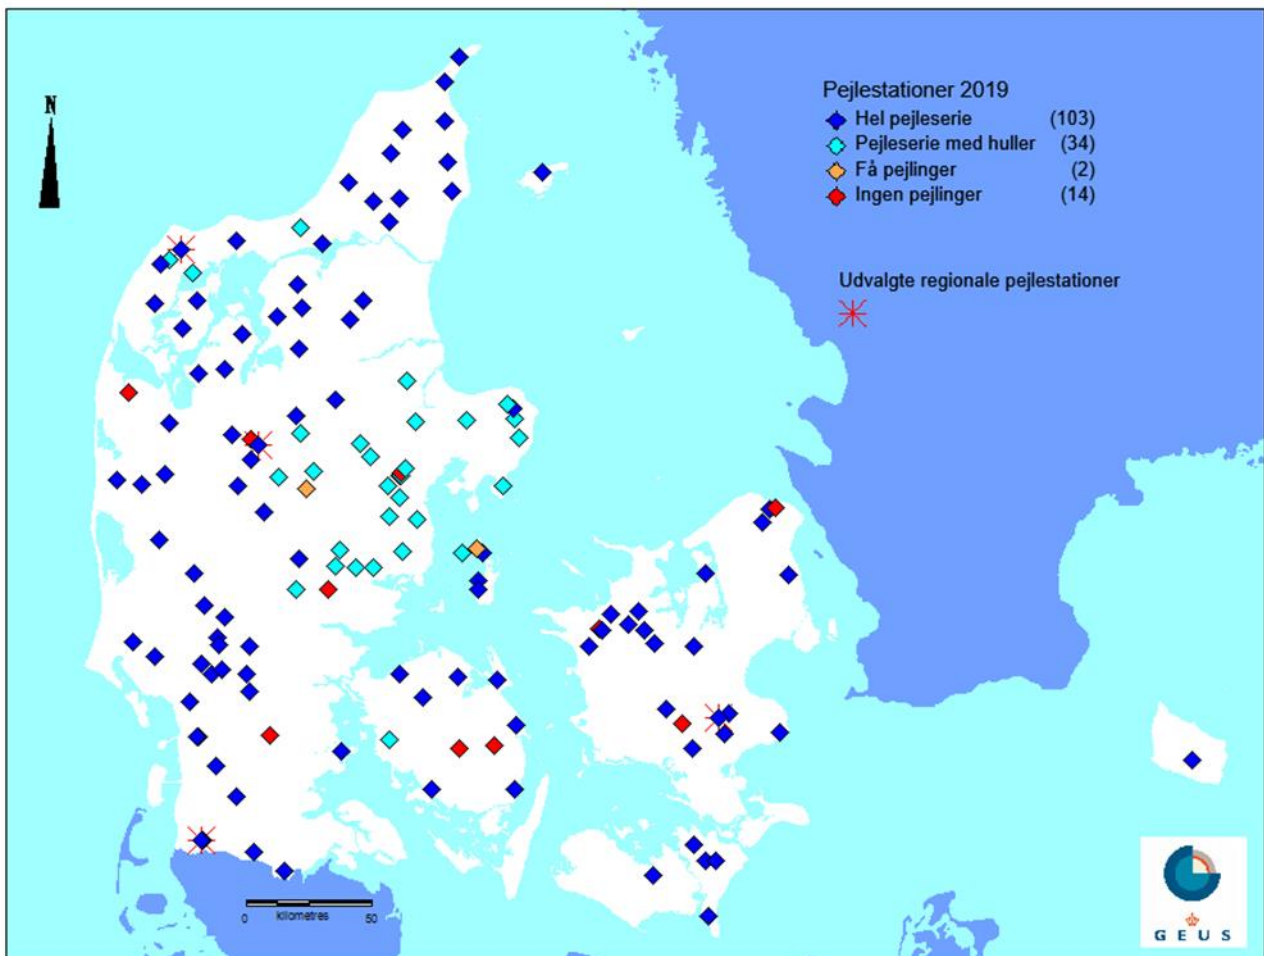 N
Pejlestationer 2019
Hel pejleserie (103)
Pejleserie med huller (34)
Få pejlinger (2)
Ingen pejlinger (14)
Udvalgte regionale pejlestationer
0 kilometres 50
G E U S